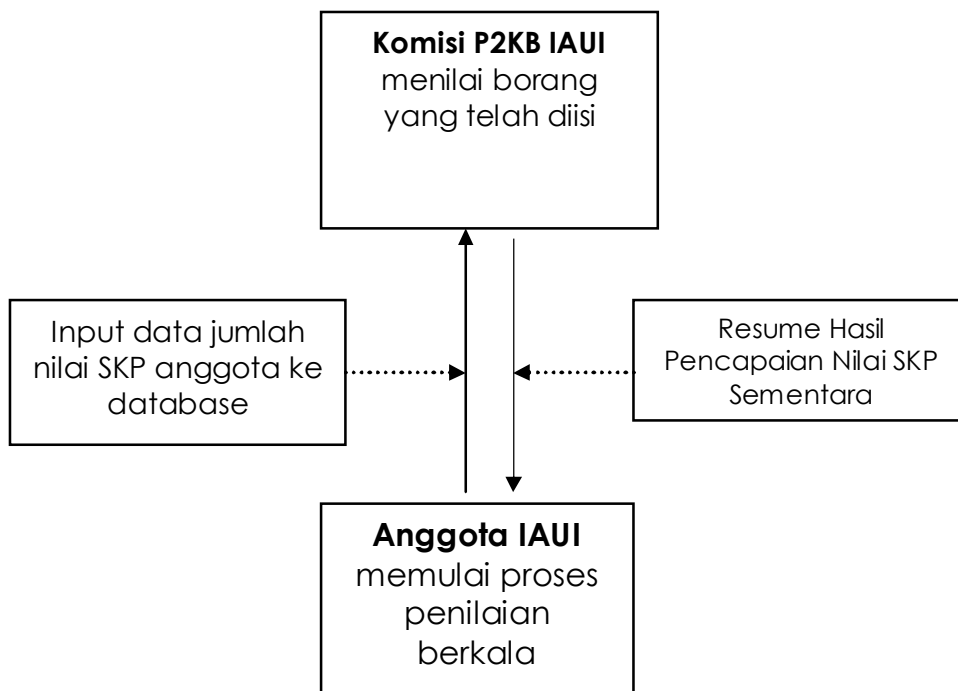 Komisi P2KB IAUI
menilai borang
yang telah diisi
Input data jumlah
nilai SKP anggota ke
database
Resume Hasil
Pencapaian Nilai SKP
Sementara
Anggota IAUI
memulai proses
penilaian
berkala